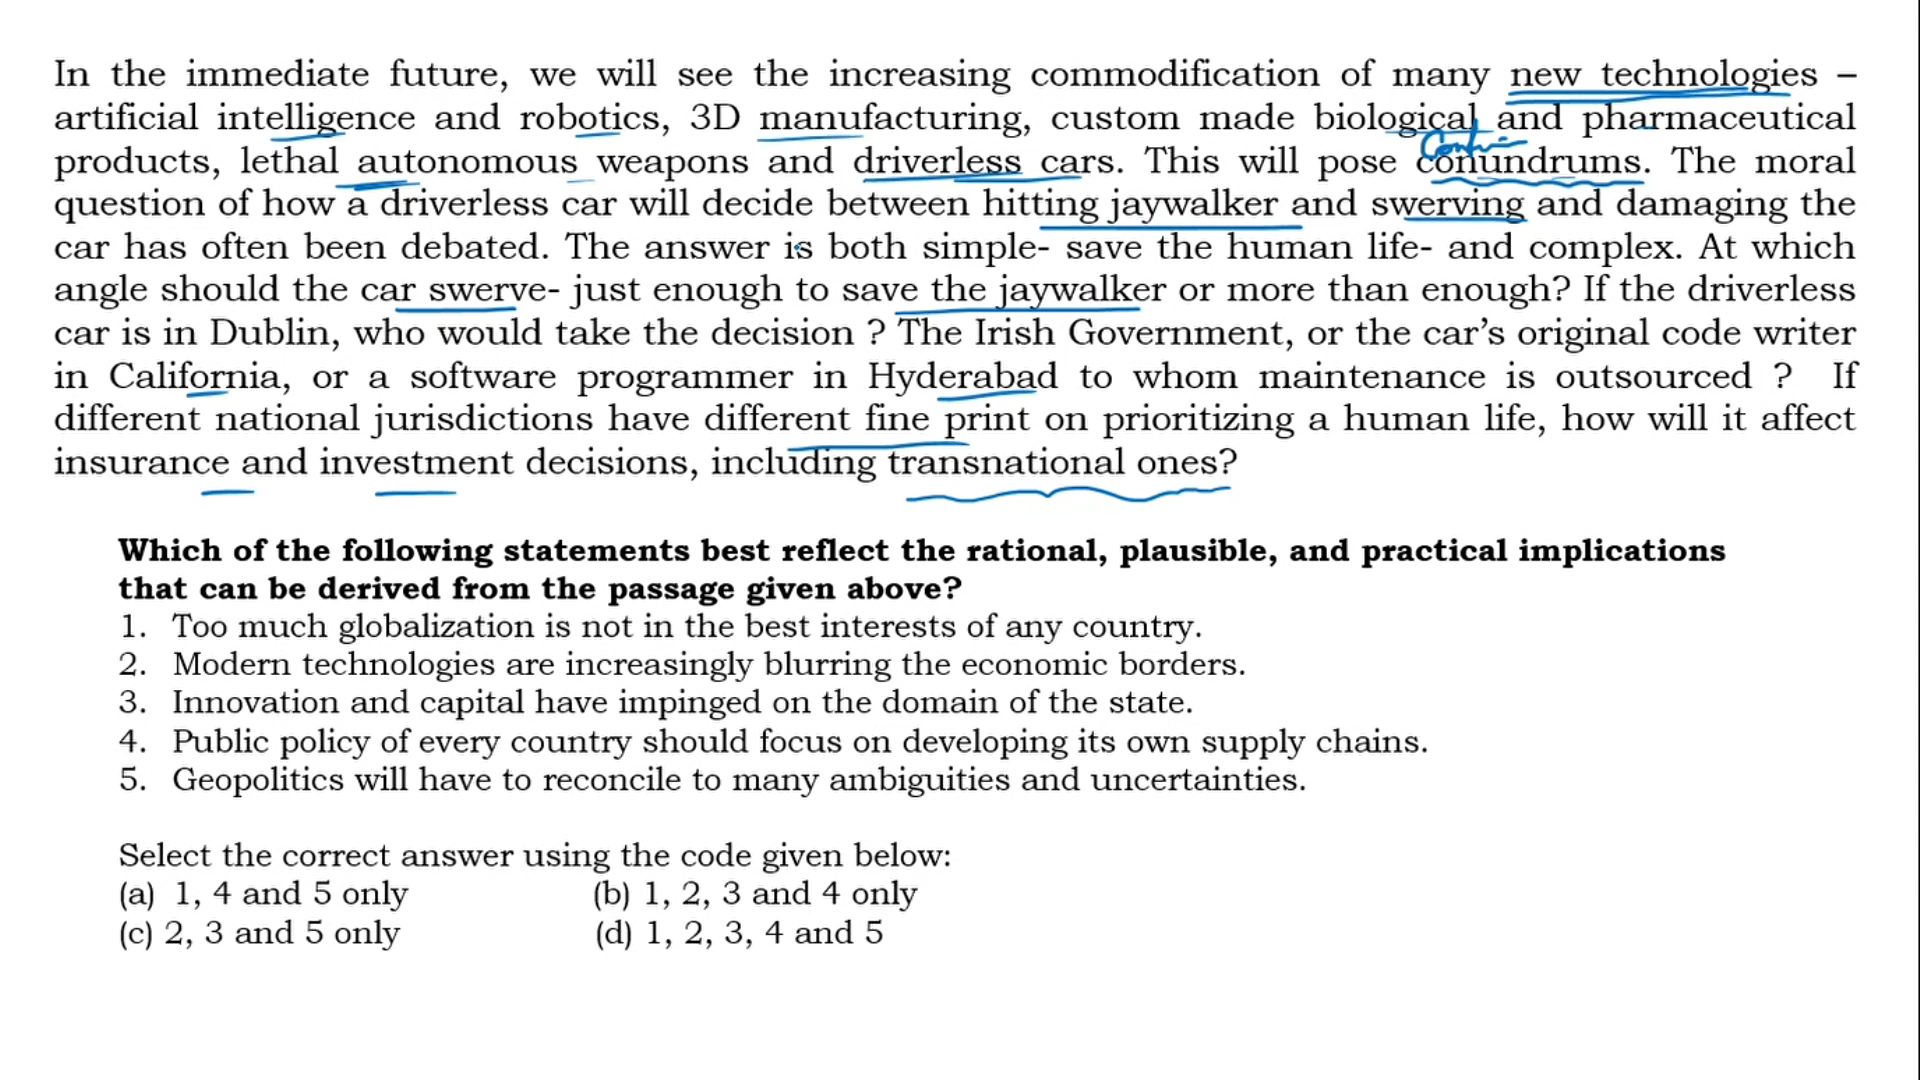 In the immediate future, we will see the increasing commodification of many new technologies –
artificial intelligence and robotics, 3D manufacturing, custom made biological and pharmaceutical
products, lethal autonomous weapons and driverless cars. This will pose conundrums. The moral
question of how a driverless car will decide between hitting jaywalker and swerving and damaging the
car has often been debated. The answer is both simple- save the human life- and complex. At which
angle should the car swerve- just enough to save the jaywalker or more than enough? If the driverless
car is in Dublin, who would take the decision ? The Irish Government, or the car’s original code writer
in California, or a software programmer in Hyderabad to whom maintenance is outsourced ? If
different national jurisdictions have different fine print on prioritizing a human life, how will it affect
insurance and investment decisions, including transnational ones?
Which of the following statements best reflect the rational, plausible, and practical implications
that can be derived from the passage given above?
1. Too much globalization is not in the best interests of any country.
2. Modern technologies are increasingly blurring the economic borders.
3. Innovation and capital have impinged on the domain of the state.
4. Public policy of every country should focus on developing its own supply chains.
5. Geopolitics will have to reconcile to many ambiguities and uncertainties.
Select the correct answer using the code given below:
(a) 1, 4 and 5 only (b) 1, 2, 3 and 4 only
(c) 2, 3 and 5 only (d) 1, 2, 3, 4 and 5